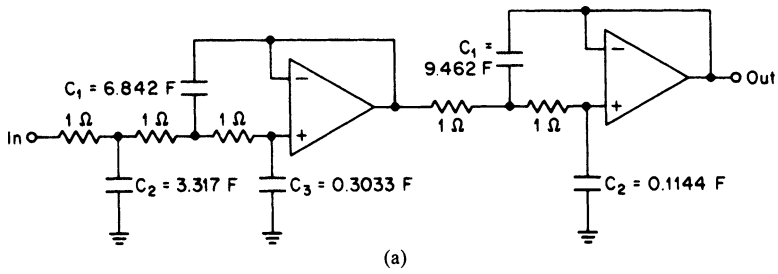 C₁ =
9.462 F
C₁ = 6.842 F
−
−
Out
1 Ω
1 Ω
1 Ω
+
1 Ω
1 Ω
+
In
C₂ = 3.317 F
C₃ = 0.3033 F
C₂ = 0.1144 F
(a)